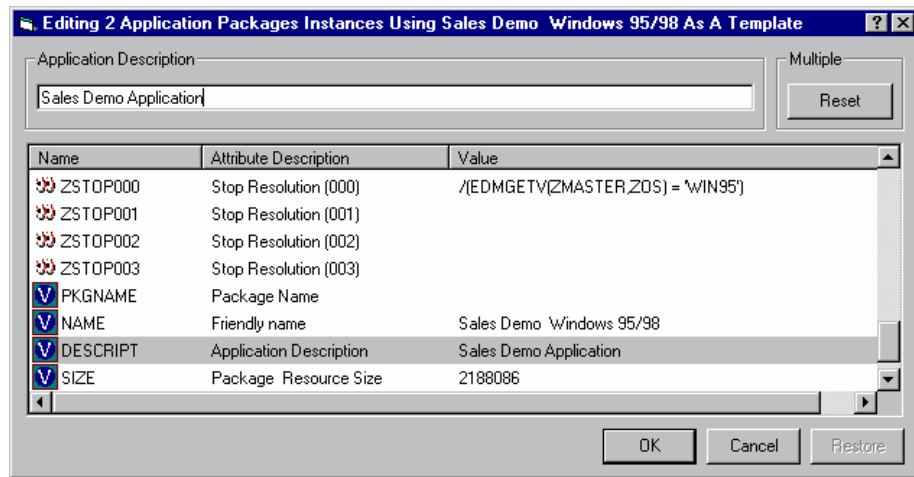 Editing 2 Application Packages Instances Using Sales Demo  Windows 95/98 As A Template
Application Description
Multiple
Sales Demo Application
Reset
Name Attribute Description Value
ZSTOP000 Stop Resolution (000) /(EDMGETV(ZMASTER,ZOS) = 'WIN95')
ZSTOP001 Stop Resolution (001)
ZSTOP002 Stop Resolution (002)
ZSTOP003 Stop Resolution (003)
V PKGNAME Package Name
V NAME Friendly name Sales Demo  Windows 95/98
V DESCRIPT Application Description Sales Demo Application
V SIZE Package  Resource Size 2188086
OK Cancel Restore